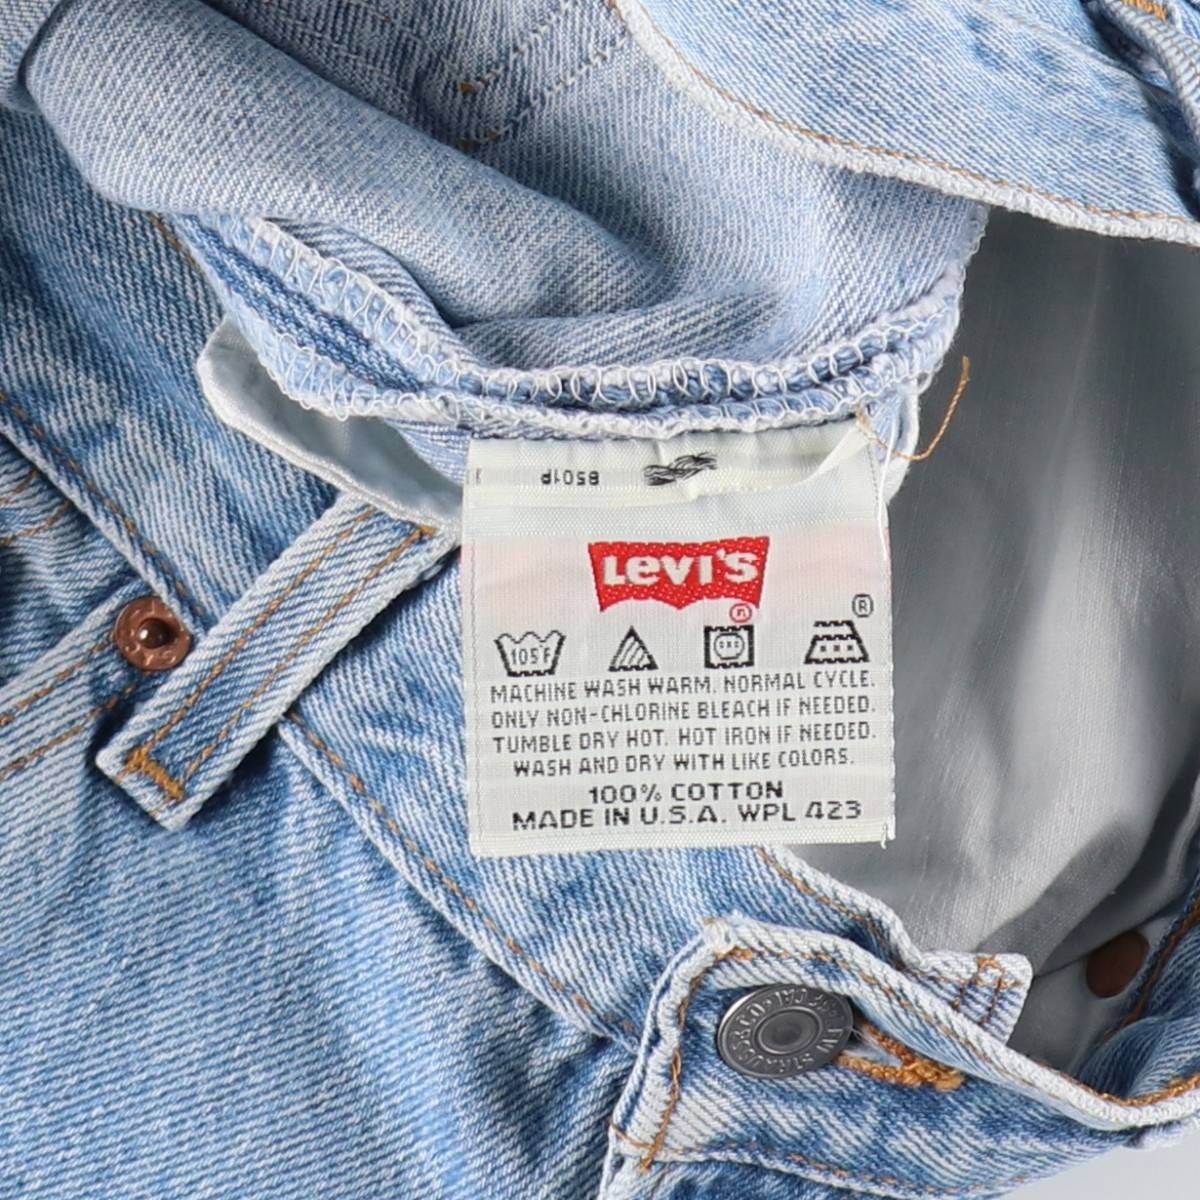 8501P
LEVI'S
®
®
105°F
MACHINE WASH WARM, NORMAL CYCLE.
ONLY NON-CHLORINE BLEACH IF NEEDED.
TUMBLE DRY HOT. HOT IRON IF NEEDED.
WASH AND DRY WITH LIKE COLORS.
100% COTTON
MADE IN U.S.A. WPL 423